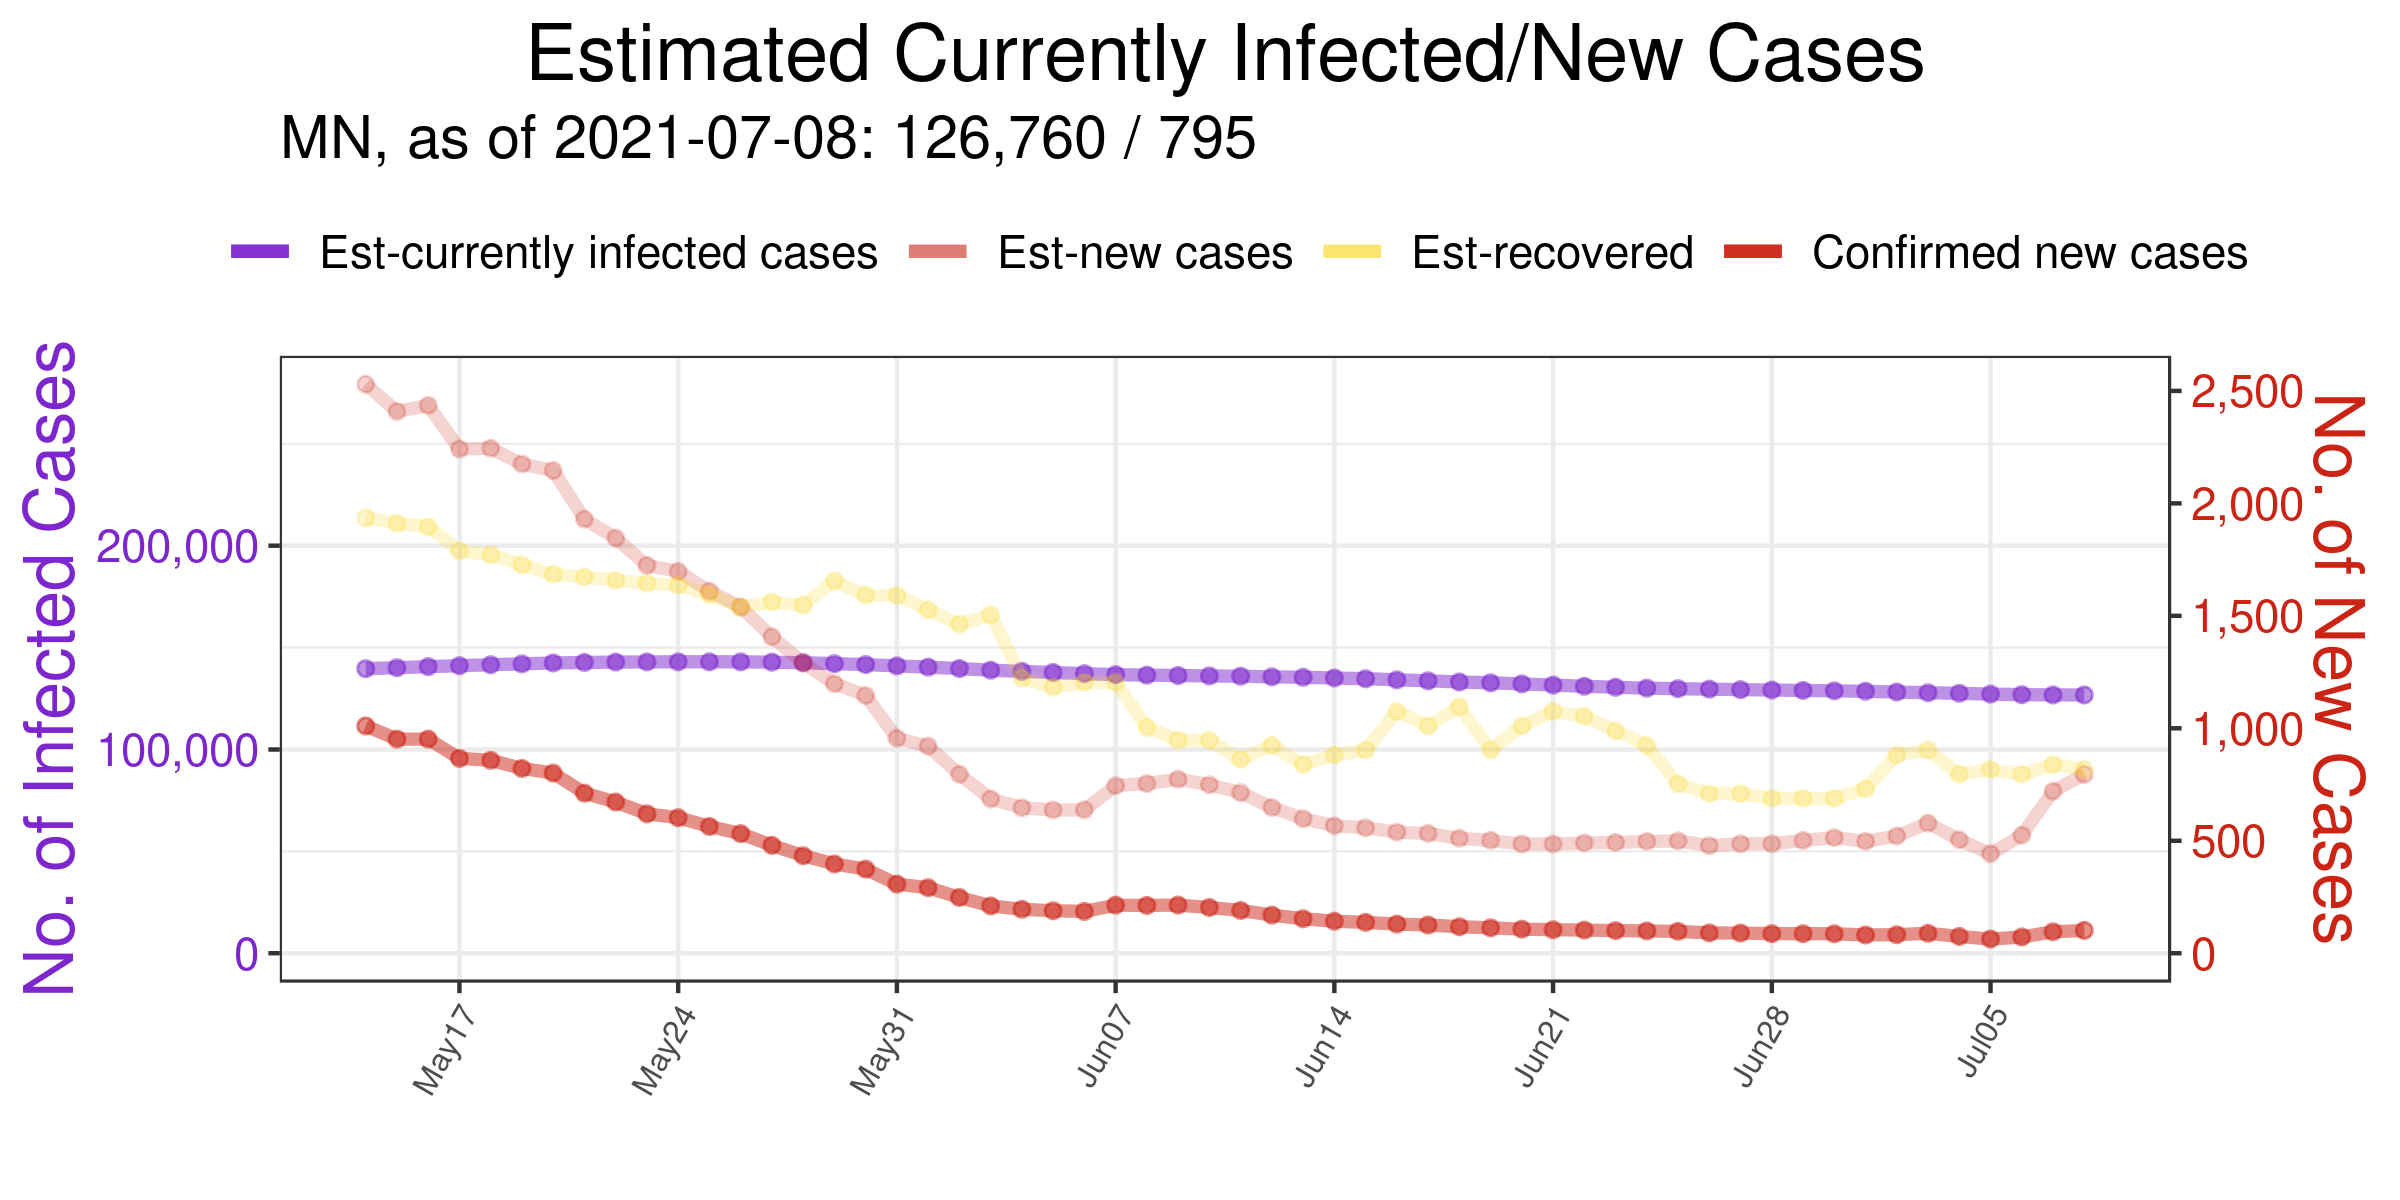 Estimated Currently Infected/New Cases
MN, as of 2021-07-08: 126,760 / 795
Est-currently infected cases Est-new cases Est-recovered Confirmed new cases
No. of Infected Cases
200,000
100,000
0
2,500
2,000
1,500
1,000
500
0
No. of New Cases
May17 May24 May31 Jun07 Jun14 Jun21 Jun28 Jul05